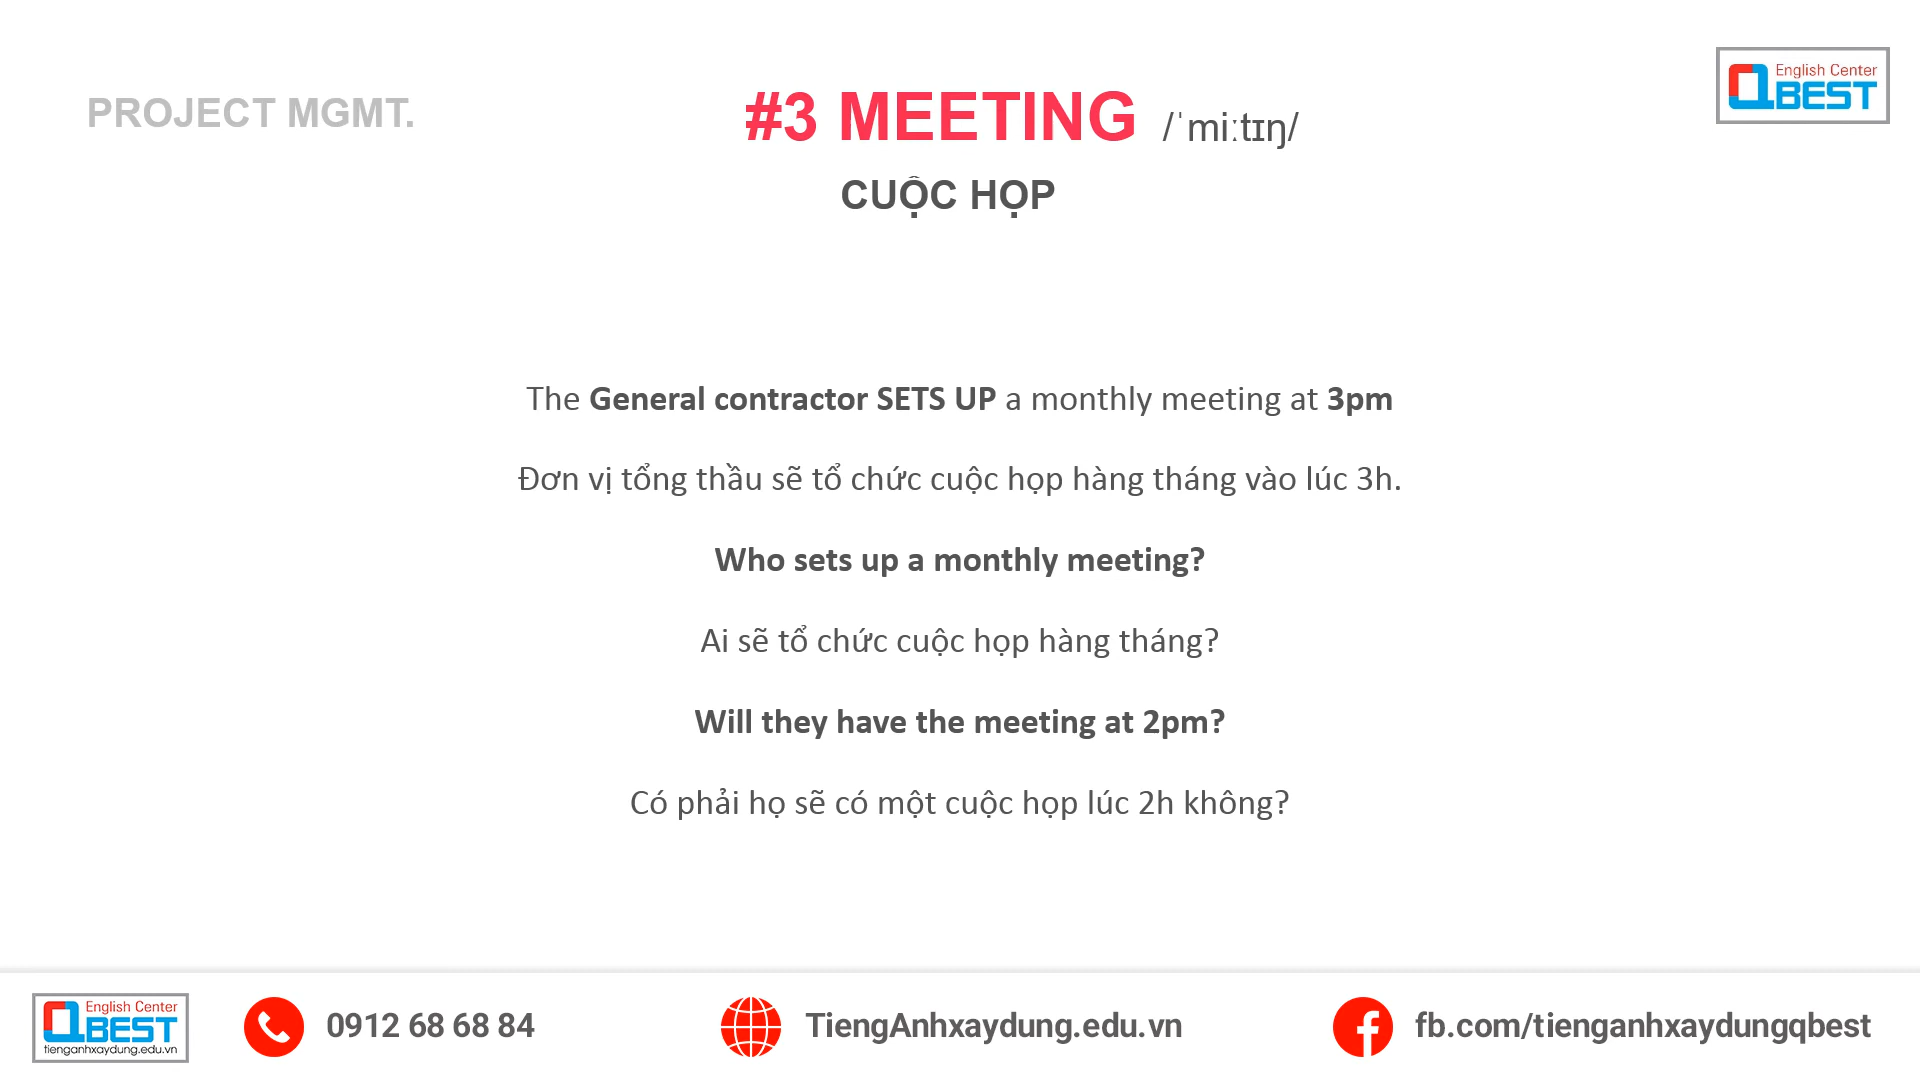 PROJECT MGMT.
#3 MEETING /ˈmiːtɪŋ/
English Center
QBEST
CUỘC HỌP
The General contractor SETS UP a monthly meeting at 3pm
Đơn vị tổng thầu sẽ tổ chức cuộc họp hàng tháng vào lúc 3h.
Who sets up a monthly meeting?
Ai sẽ tổ chức cuộc họp hàng tháng?
Will they have the meeting at 2pm?
Có phải họ sẽ có một cuộc họp lúc 2h không?
English Center
QBEST
tienganhxaydung.edu.vn
0912 68 68 84
TiengAnhxaydung.edu.vn
fb.com/tienganhxaydungqbest